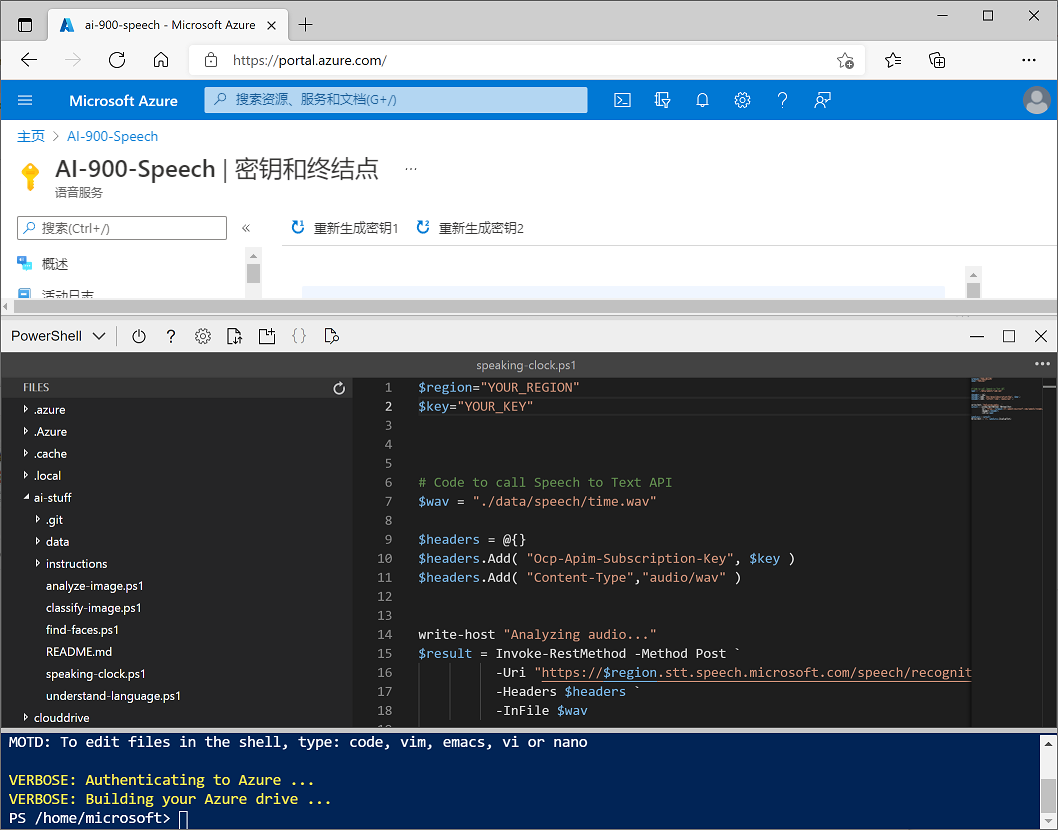 ai-900-speech - Microsoft Azure
https://portal.azure.com/
Microsoft Azure
搜索资源、服务和文档(G+/)
主页 > AI-900-Speech
AI-900-Speech | 密钥和终结点 ...
语音服务
搜索(Ctrl+/) «
重新生成密钥1 重新生成密钥2
概述
活动日志
PowerShell
speaking-clock.ps1
FILES
.azure
.Azure
.cache
.local
ai-stuff
.git
data
instructions
analyze-image.ps1
classify-image.ps1
find-faces.ps1
README.md
speaking-clock.ps1
understand-language.ps1
clouddrive
1 $region="YOUR_REGION"
2 $key="YOUR_KEY"
3
4
5
6 # Code to call Speech to Text API
7 $wav = "./data/speech/time.wav"
8
9 $headers = @{}
10 $headers.Add( "Ocp-Apim-Subscription-Key", $key )
11 $headers.Add( "Content-Type","audio/wav" )
12
13
14 write-host "Analyzing audio..."
15 $result = Invoke-RestMethod -Method Post `
16 -Uri "https://$region.stt.speech.microsoft.com/speech/recognit
17 -Headers $headers `
18 -InFile $wav
MOTD: To edit files in the shell, type: code, vim, emacs, vi or nano
VERBOSE: Authenticating to Azure ...
VERBOSE: Building your Azure drive ...
PS /home/microsoft>